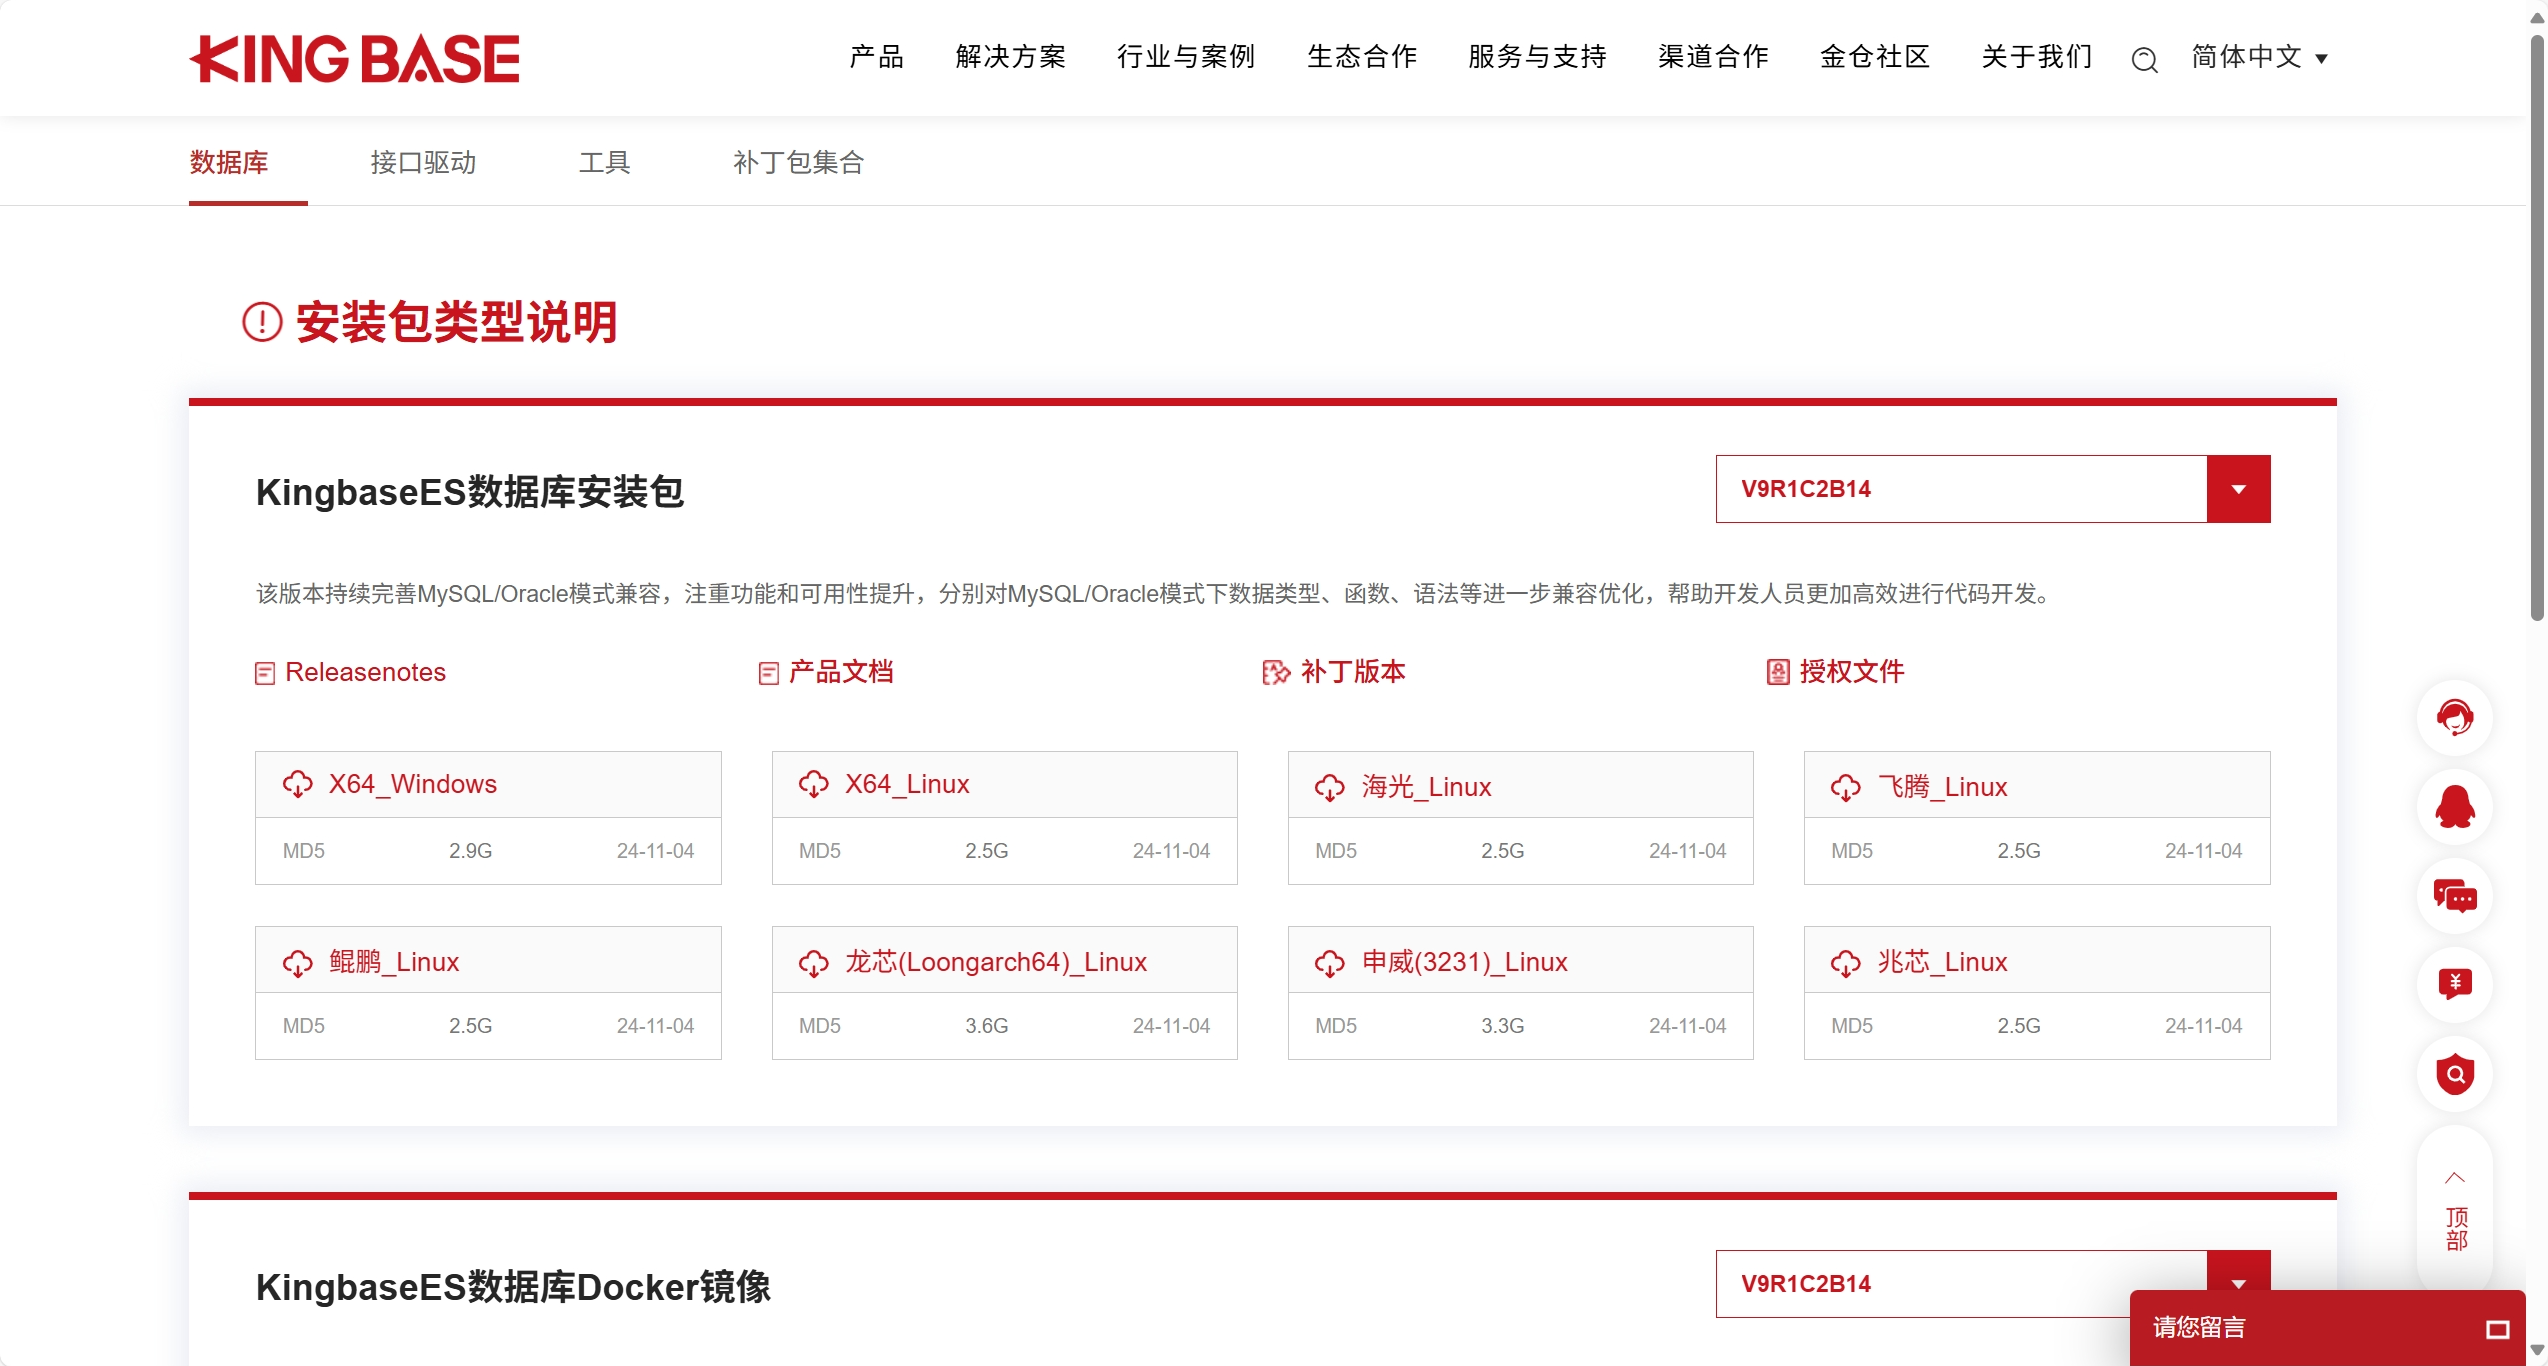 KINGBASE
产品 解决方案 行业与案例 生态合作 服务与支持 渠道合作 金仓社区 关于我们 简体中文
数据库 接口驱动 工具 补丁包集合
安装包类型说明
KingbaseES数据库安装包 V9R1C2B14
该版本持续完善MySQL/Oracle模式兼容，注重功能和可用性提升，分别对MySQL/Oracle模式下数据类型、函数、语法等进一步兼容优化，帮助开发人员更加高效进行代码开发。
Releasenotes 产品文档 补丁版本 授权文件
X64_Windows X64_Linux 海光_Linux 飞腾_Linux
MD5 2.9G 24-11-04 MD5 2.5G 24-11-04 MD5 2.5G 24-11-04 MD5 2.5G 24-11-04
鲲鹏_Linux 龙芯(Loongarch64)_Linux 申威(3231)_Linux 兆芯_Linux
MD5 2.5G 24-11-04 MD5 3.6G 24-11-04 MD5 3.3G 24-11-04 MD5 2.5G 24-11-04
顶部
KingbaseES数据库Docker镜像 V9R1C2B14
请您留言